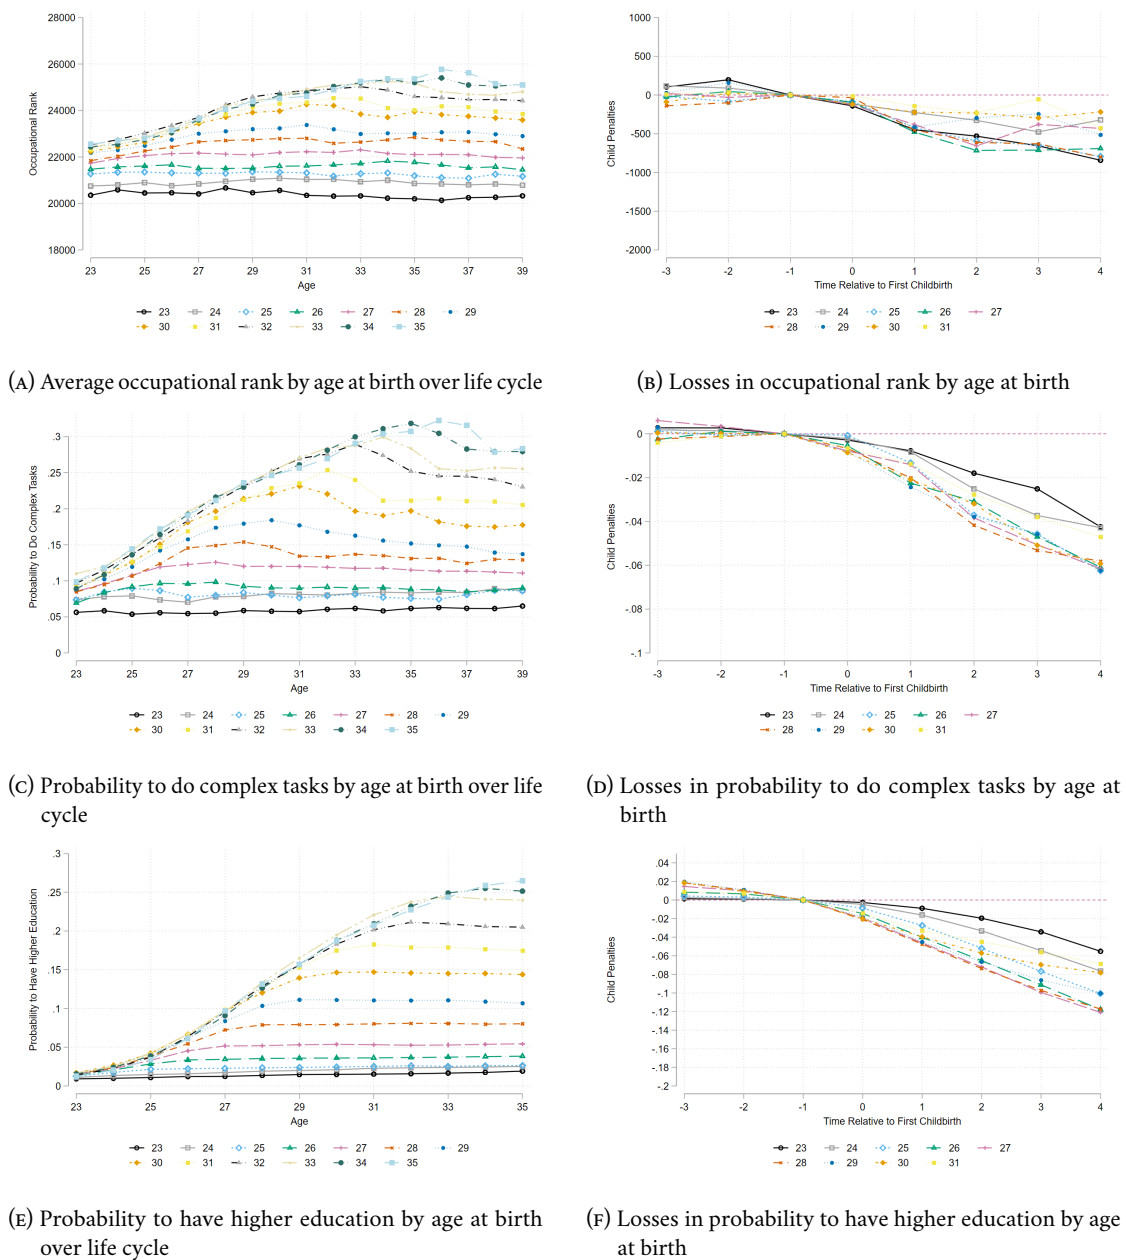 28000
26000
24000
22000
20000
18000
Occupational Rank
23 25 27 29 31 33 35 37 39
Age
23 24 25 26 27 28 29
30 31 32 33 34 35
(A) Average occupational rank by age at birth over life cycle
1000
500
0
-500
-1000
-1500
-2000
Child Penalties
-3 -2 -1 0 1 2 3 4
Time Relative to First Childbirth
23 24 25 26 27
28 29 30 31
(B) Losses in occupational rank by age at birth
.3
.25
.2
.15
.1
.05
0
Probability to Do Complex Tasks
23 25 27 29 31 33 35 37 39
Age
23 24 25 26 27 28 29
30 31 32 33 34 35
(C) Probability to do complex tasks by age at birth over life
cycle
0
-.02
-.04
-.06
-.08
-.1
Child Penalties
-3 -2 -1 0 1 2 3 4
Time Relative to First Childbirth
23 24 25 26 27
28 29 30 31
(D) Losses in probability to do complex tasks by age at
birth
.3
.25
.2
.15
.1
.05
0
Probability to Have Higher Education
23 25 27 29 31 33 35
Age
23 24 25 26 27 28 29
30 31 32 33 34 35
(E) Probability to have higher education by age at birth
over life cycle
.04
.02
0
-.02
-.04
-.06
-.08
-.1
-.12
-.14
-.16
-.18
-.2
Child Penalties
-3 -2 -1 0 1 2 3 4
Time Relative to First Childbirth
23 24 25 26 27
28 29 30 31
(F) Losses in probability to have higher education by age
at birth